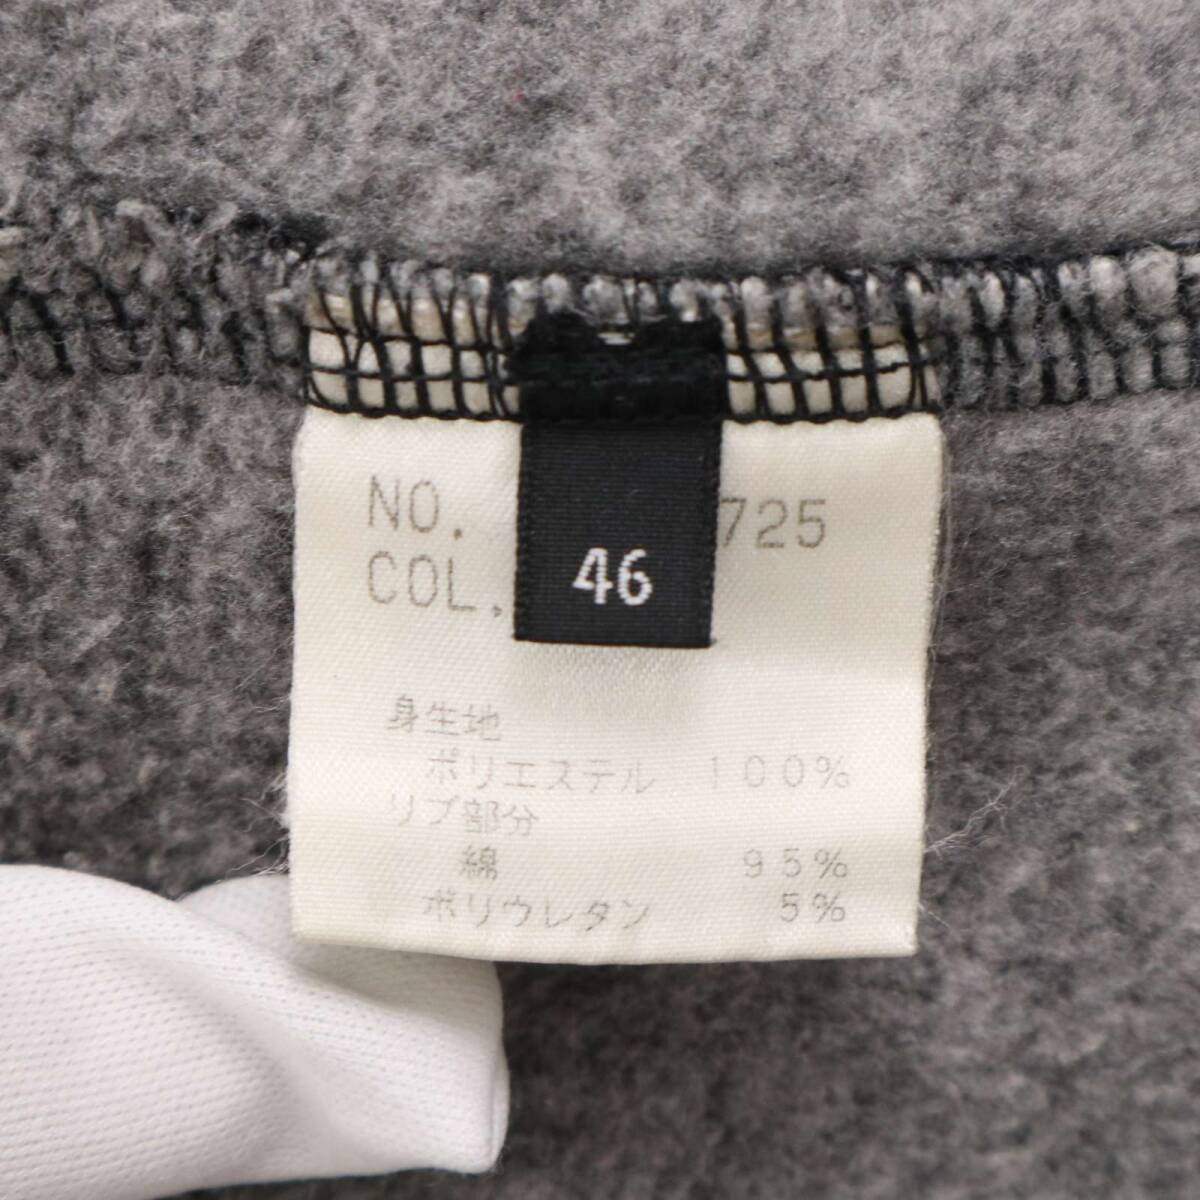 NO. 725
COL.
46
身生地
ポリエステル 100%
リブ部分
綿 95%
ポリウレタン 5%